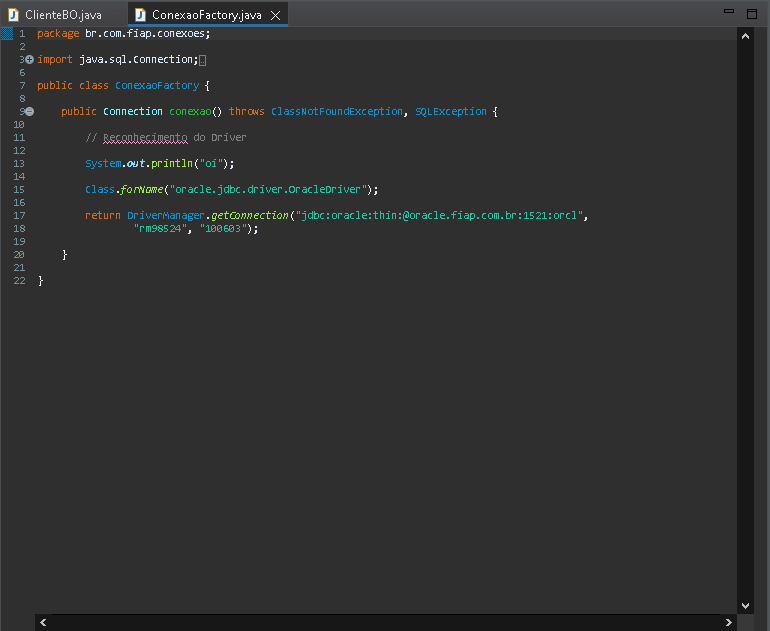 ClienteBO.java ConexaoFactory.java
1 package br.com.fiap.conexoes;
2
3 import java.sql.Connection;
6
7 public class ConexaoFactory {
8
9 public Connection conexao() throws ClassNotFoundException, SQLException {
10
11 // Reconhecimento do Driver
12
13 System.out.println("oi");
14
15 Class.forName("oracle.jdbc.driver.OracleDriver");
16
17 return DriverManager.getConnection("jdbc:oracle:thin:@oracle.fiap.com.br:1521:orcl",
18 "rm98524", "100603");
19
20 }
21
22 }